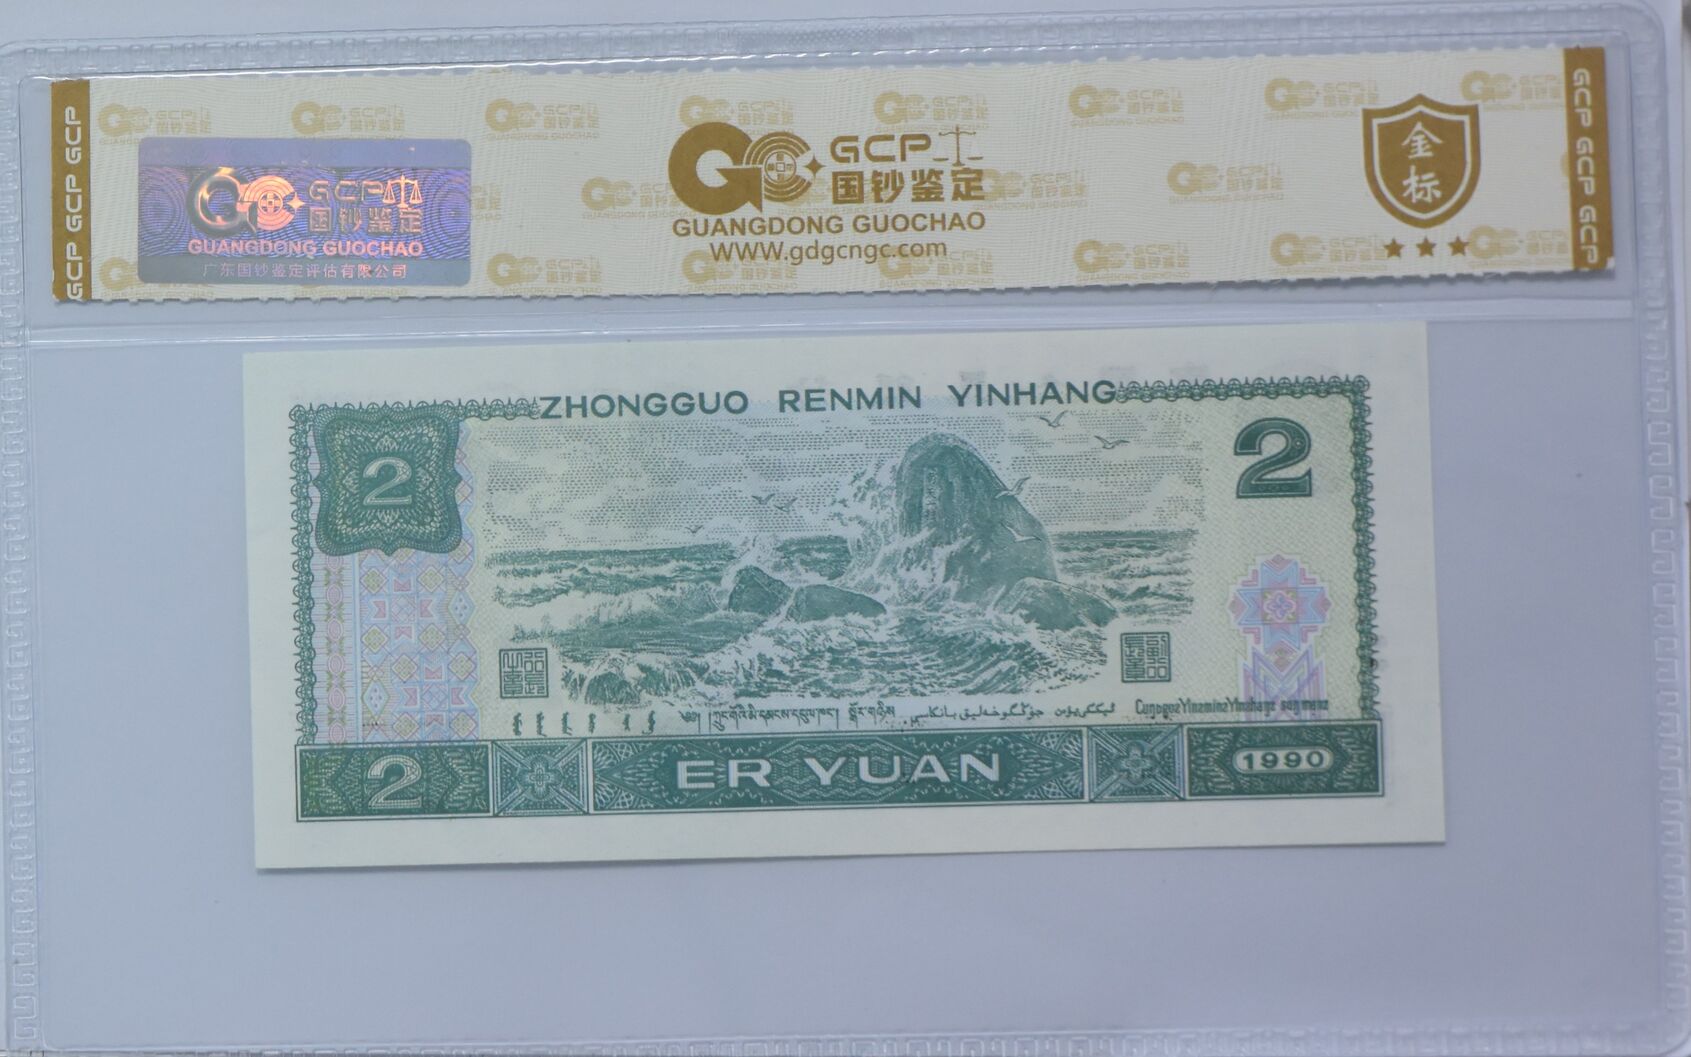 GCP GCP GCP
GCP
国钞鉴定
GUANGDONG GUOCHAO
广东国钞鉴定评估有限公司
GCP
国钞鉴定
GUANGDONG GUOCHAO
www.gdgcngc.com
金标
GCP GCP GCP
ZHONGGUO RENMIN YINHANG
2
2
2
ER YUAN
1990